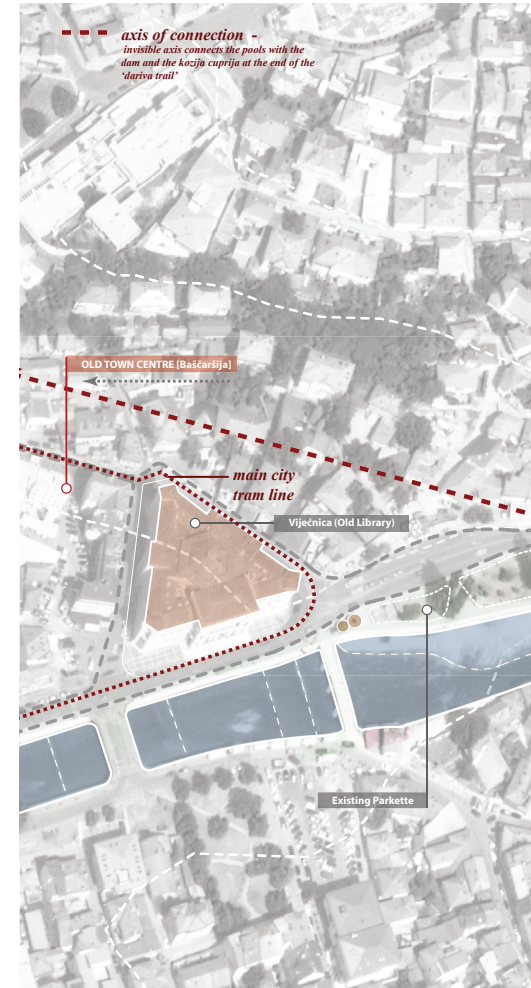 axis of connection -
invisible axis connects the pools with the
dam and the kozija cuprija at the end of the
‘dariva trail’
OLD TOWN CENTRE [Baščaršija]
main city
tram line
Viječnica (Old Library)
Existing Parkette